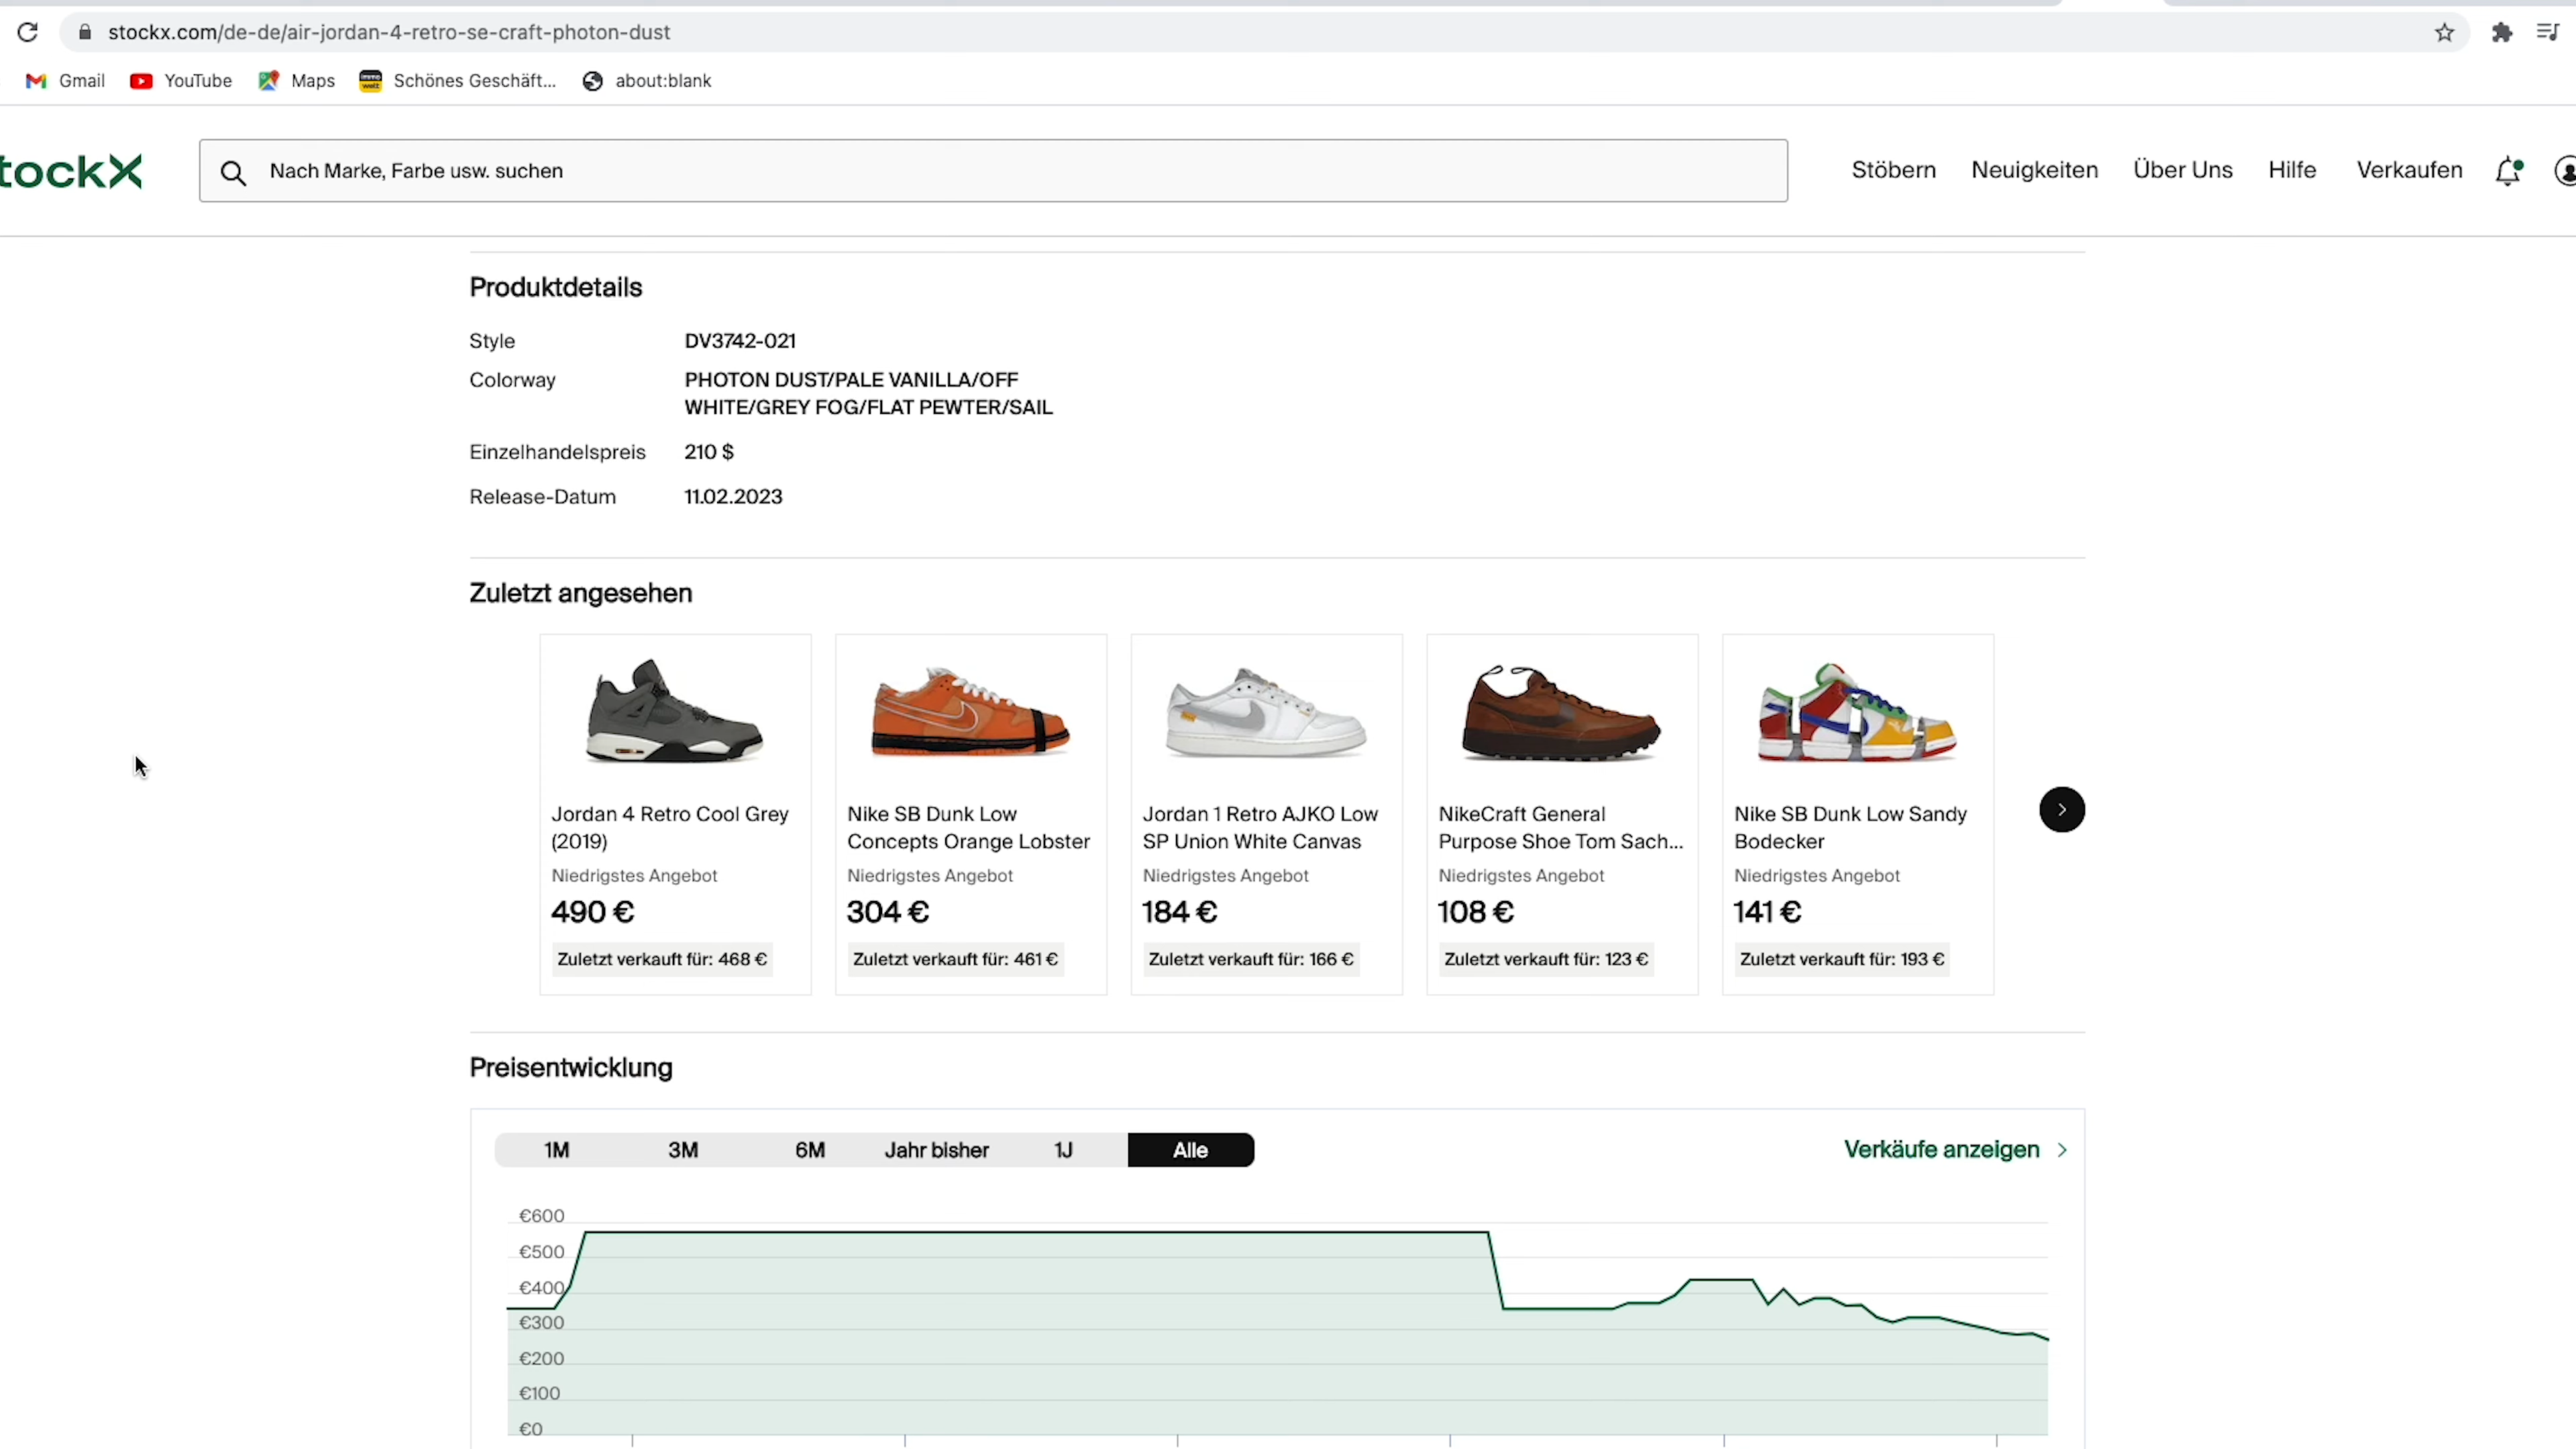 stockx.com/de-de/air-jordan-4-retro-se-craft-photon-dust
Gmail YouTube Maps Schönes Geschäft... about:blank
tockX Nach Marke, Farbe usw. suchen Stöbern Neuigkeiten Über Uns Hilfe Verkaufen
Produktdetails
Style DV3742-021
Colorway PHOTON DUST/PALE VANILLA/OFF
WHITE/GREY FOG/FLAT PEWTER/SAIL
Einzelhandelspreis 210 $
Release-Datum 11.02.2023
Zuletzt angesehen
Jordan 4 Retro Cool Grey
(2019)
Niedrigstes Angebot
490 €
Zuletzt verkauft für: 468 €
Nike SB Dunk Low
Concepts Orange Lobster
Niedrigstes Angebot
304 €
Zuletzt verkauft für: 461 €
Jordan 1 Retro AJKO Low
SP Union White Canvas
Niedrigstes Angebot
184 €
Zuletzt verkauft für: 166 €
NikeCraft General
Purpose Shoe Tom Sach...
Niedrigstes Angebot
108 €
Zuletzt verkauft für: 123 €
Nike SB Dunk Low Sandy
Bodecker
Niedrigstes Angebot
141 €
Zuletzt verkauft für: 193 €
Preisentwicklung
1M 3M 6M Jahr bisher 1J Alle Verkäufe anzeigen
€600
€500
€400
€300
€200
€100
€0